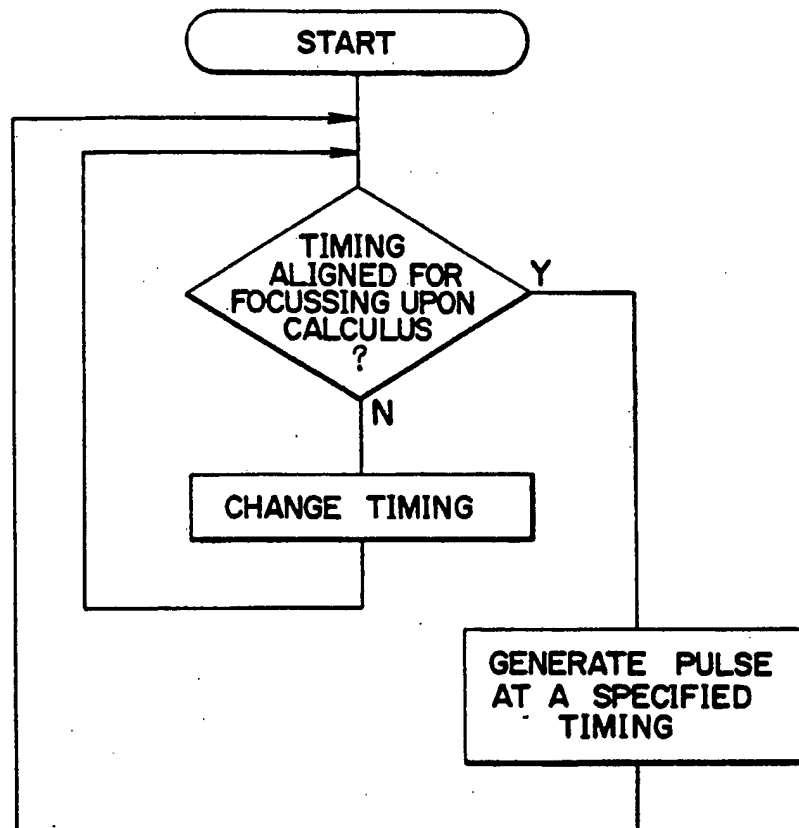 START
TIMING
ALIGNED FOR
FOCUSSING UPON
CALCULUS
?
Y
N
CHANGE TIMING
GENERATE PULSE
AT A SPECIFIED
TIMING